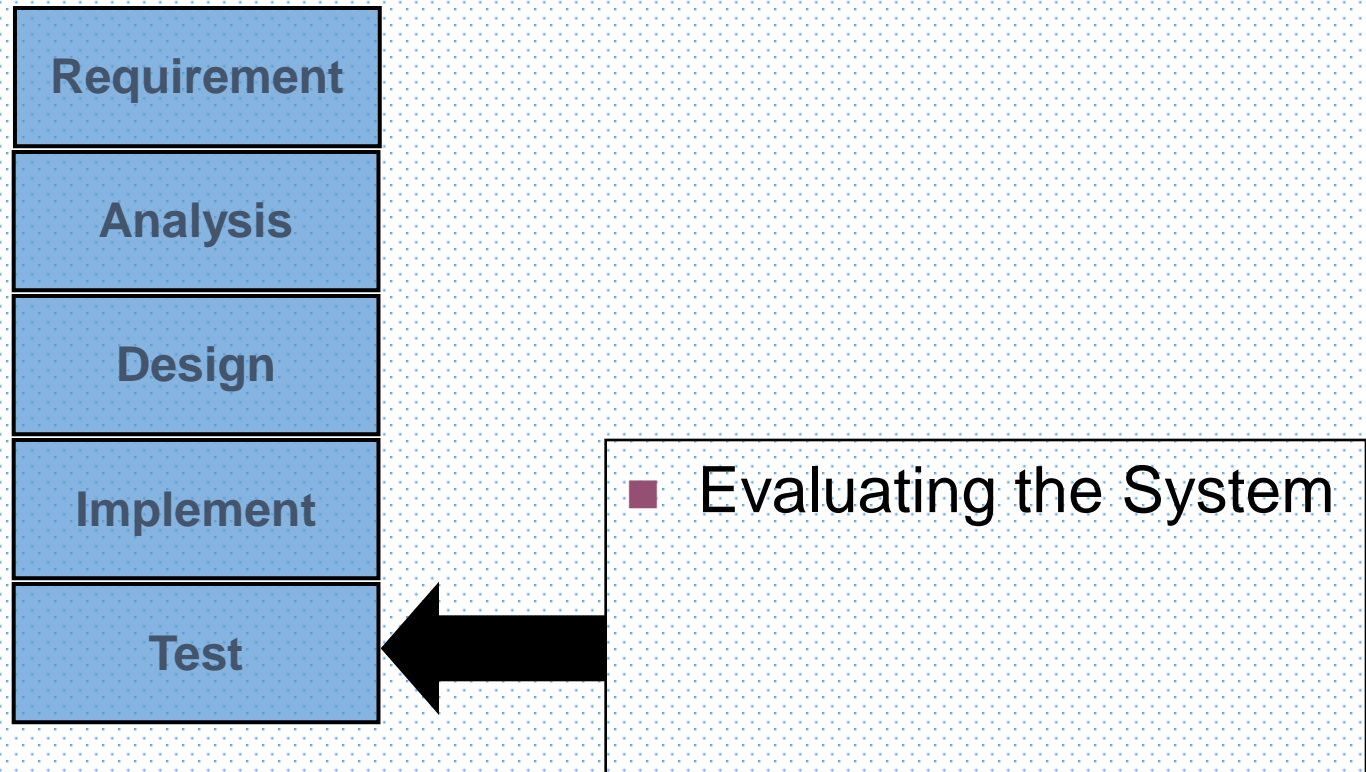 Requirement
Analysis
Design
Implement
■ Evaluating the System
Test